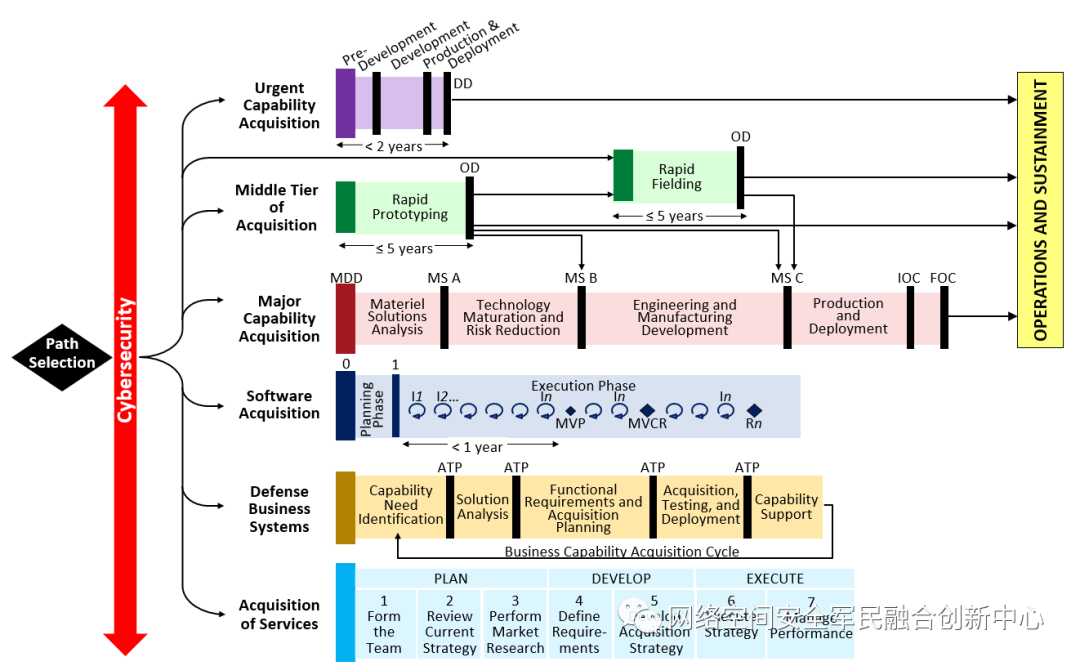 Pre-
Development
Development
Production &
Deployment
Urgent
Capability
Acquisition
DD
< 2 years
OPERATIONS AND SUSTAINMENT
Cybersecurity
Path
Selection
Middle Tier
of
Acquisition
Rapid
Prototyping
OD
≤ 5 years
Rapid
Fielding
OD
≤ 5 years
Major
Capability
Acquisition
MDD
MS A
MS B
MS C
IOC
FOC
Materiel
Solutions
Analysis
Technology
Maturation and
Risk Reduction
Engineering and
Manufacturing
Development
Production
and
Deployment
Software
Acquisition
0
1
Planning
Phase
Execution Phase
I1
I2...
In
In
In
MVP
MVCR
Rn
< 1 year
Defense
Business
Systems
ATP
ATP
ATP
ATP
Capability
Need
Identification
Solution
Analysis
Functional
Requirements and
Acquisition
Planning
Acquisition,
Testing, and
Deployment
Capability
Support
Business Capability Acquisition Cycle
Acquisition
of Services
PLAN
DEVELOP
EXECUTE
1
Form
the
Team
2
Review
Current
Strategy
3
Perform
Market
Research
4
Define
Require-
ments
5
Acquisition
Strategy
6
Strategy
7
Manage
Performance
网络空间安全军民融合创新中心